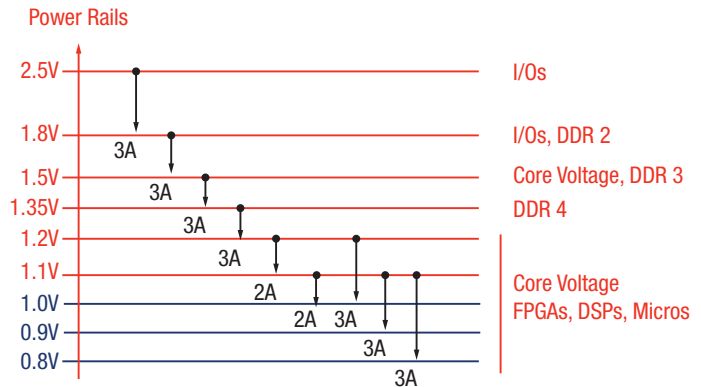 Power Rails
2.5V
I/Os
1.8V
I/Os, DDR 2
3A
1.5V
Core Voltage, DDR 3
3A
1.35V
DDR 4
3A
1.2V
3A
1.1V
Core Voltage
FPGAs, DSPs, Micros
2A
1.0V
2A
3A
0.9V
3A
0.8V
3A